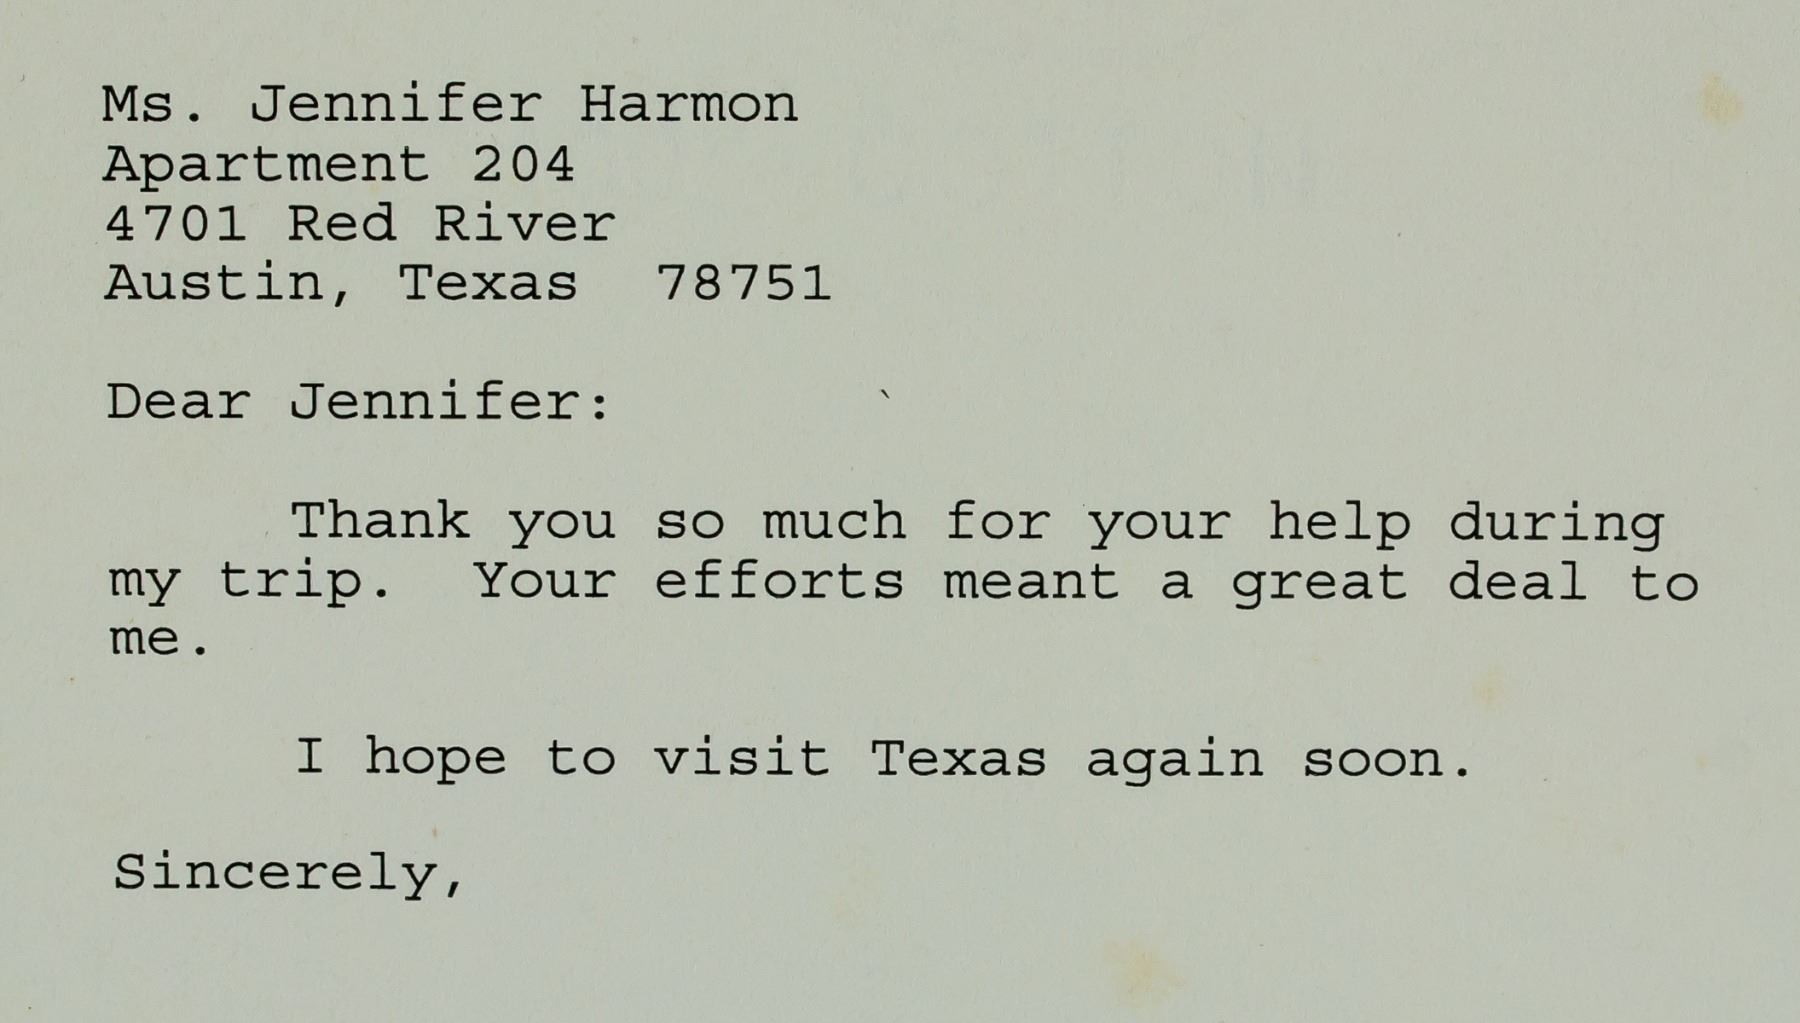 Ms. Jennifer Harmon
Apartment 204
4701 Red River
Austin, Texas  78751
Dear Jennifer:
Thank you so much for your help during
my trip.  Your efforts meant a great deal to
me.
I hope to visit Texas again soon.
Sincerely,